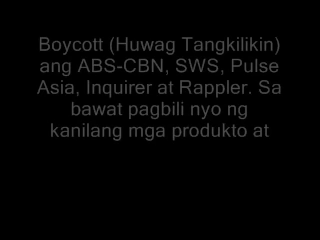 Boycott (Huwag Tangkilikin)
ang ABS-CBN, SWS, Pulse
Asia, Inquirer at Rappler. Sa
bawat pagbili nyo ng
kanilang mga produkto at